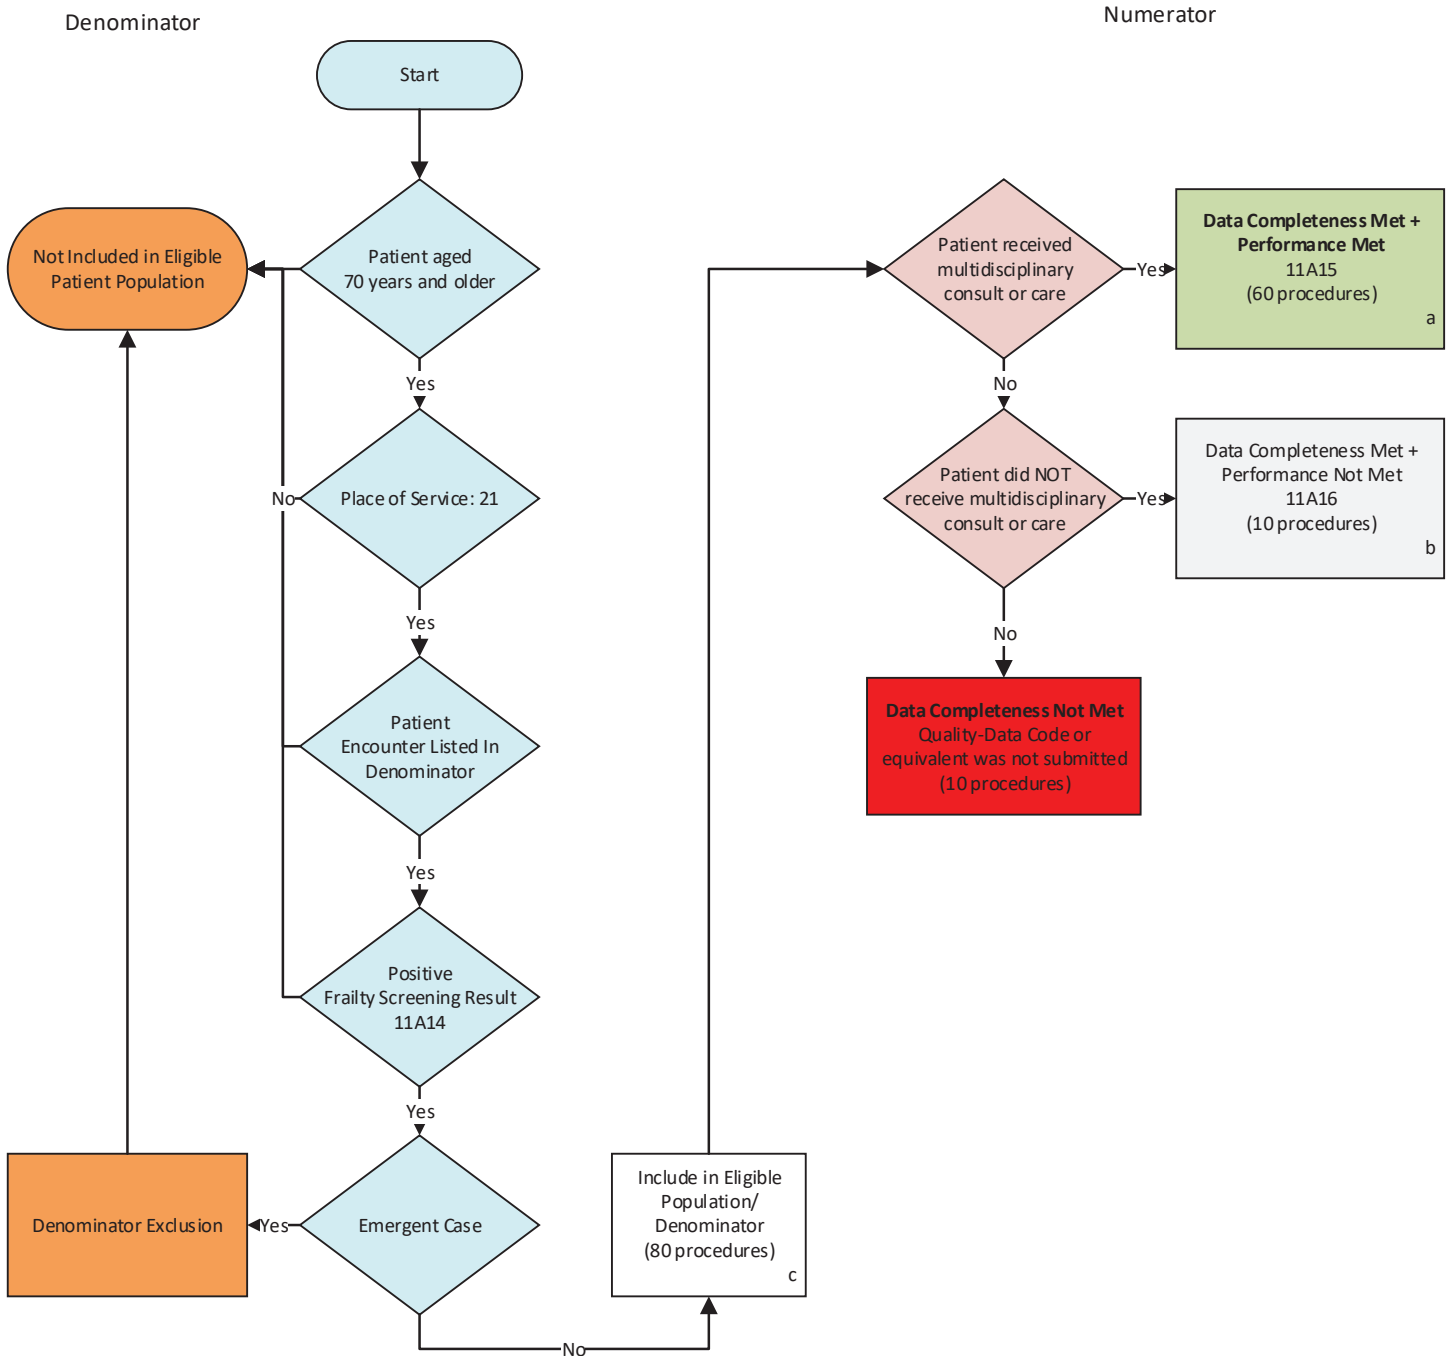 Denominator
Numerator
Start
Patient aged
70 years and older
Not Included in Eligible
Patient Population
Yes
Place of Service: 21
No
Yes
Patient
Encounter Listed In
Denominator
Yes
Positive
Frailty Screening Result
11A14
Yes
Emergent Case
Yes
Denominator Exclusion
No
Include in Eligible
Population/
Denominator
(80 procedures)
c
Patient received
multidisciplinary
consult or care
Yes
Data Completeness Met +
Performance Met
11A15
(60 procedures)
a
No
Patient did NOT
receive multidisciplinary
consult or care
Yes
Data Completeness Met +
Performance Not Met
11A16
(10 procedures)
b
No
Data Completeness Not Met
Quality-Data Code or
equivalent was not submitted
(10 procedures)